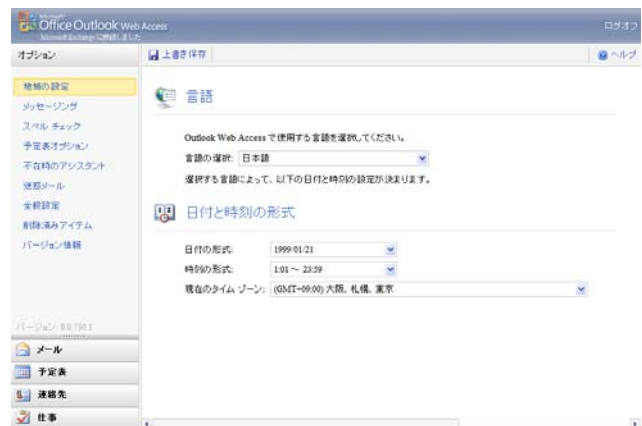 Microsoft
Office Outlook Web Access
Microsoft Exchange に接続しました
ログオフ
オプション
上書き保存
ヘルプ
地域の設定
メッセージング
スペル チェック
予定表オプション
不在時のアシスタント
迷惑メール
全般設定
削除済みアイテム
バージョン情報
言語
Outlook Web Access で使用する言語を選択してください。
言語の選択: 日本語
選択する言語によって、以下の日付と時刻の設定が決まります。
日付と時刻の形式
日付の形式: 1999/01/21
時刻の形式: 1:01 ～ 23:59
現在のタイム ゾーン: (GMT+09:00) 大阪、札幌、東京
メール
予定表
連絡先
仕事